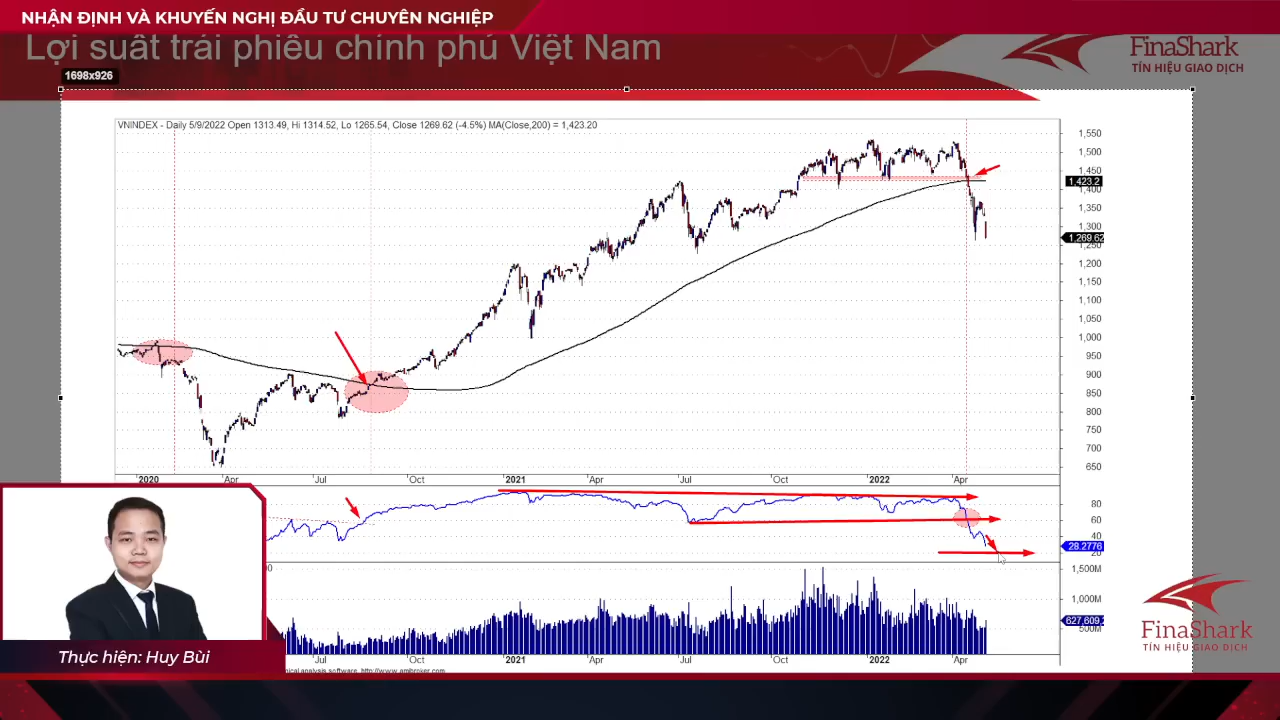 NHẬN ĐỊNH VÀ KHUYẾN NGHỊ ĐẦU TƯ CHUYÊN NGHIỆP
Lợi suất trái phiếu chính phủ Việt Nam
FinaShark
TÍN HIỆU GIAO DỊCH
1698x926
VNINDEX - Daily 5/9/2022 Open 1313.49, Hi 1314.52, Lo 1265.54, Close 1269.62 (-4.5%) MA(Close,200) = 1,423.20
1,550
1,500
1,450
1,423.2
1,400
1,350
1,300
1,269.62
1,250
1,200
1,150
1,100
1,050
1,000
950
900
850
800
750
700
650
2020 Apr Jul Oct 2021 Apr Jul Oct 2022 Apr
80
60
40
28.2776
20
1,500M
1,000M
627,609,
500M
Jul Oct 2021 Apr Jul Oct 2022 Apr
Thực hiện: Huy Bùi
FinaShark
TÍN HIỆU GIAO DỊCH